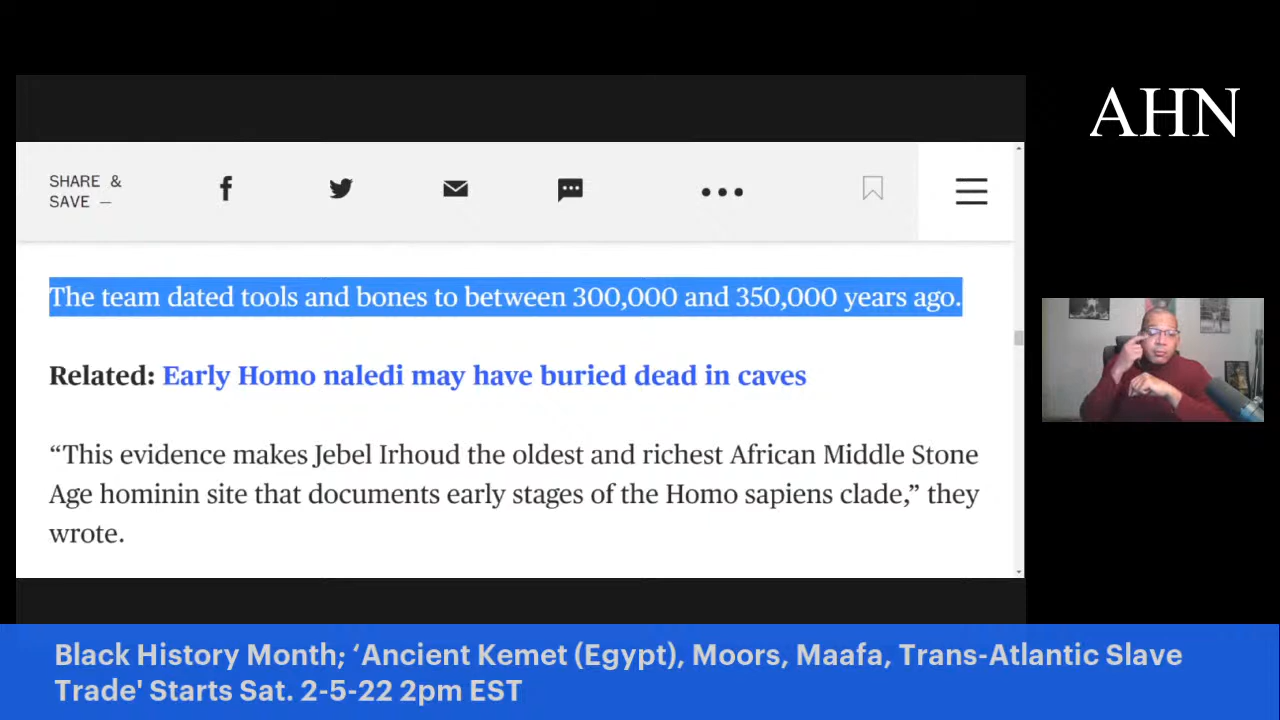 AHN
SHARE &
SAVE —
The team dated tools and bones to between 300,000 and 350,000 years ago.
Related: Early Homo naledi may have buried dead in caves
“This evidence makes Jebel Irhoud the oldest and richest African Middle Stone
Age hominin site that documents early stages of the Homo sapiens clade,” they
wrote.
Black History Month; ‘Ancient Kemet (Egypt), Moors, Maafa, Trans-Atlantic Slave
Trade' Starts Sat. 2-5-22 2pm EST